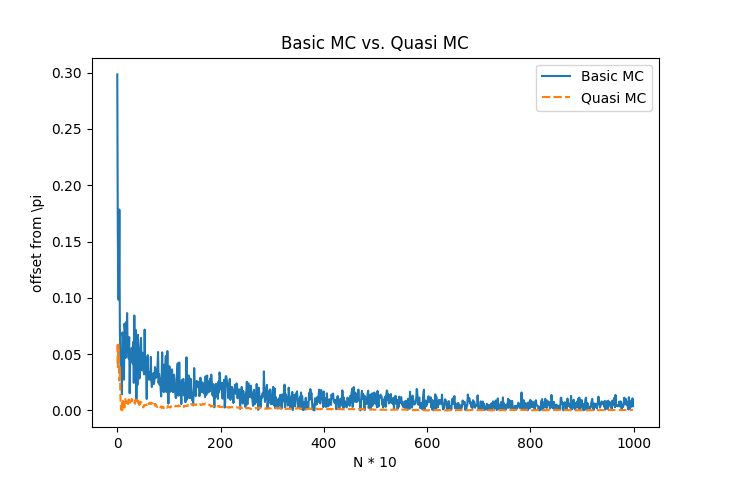 Basic MC vs. Quasi MC
Basic MC
Quasi MC
offset from \pi
0.30
0.25
0.20
0.15
0.10
0.05
0.00
0 200 400 600 800 1000
N * 10